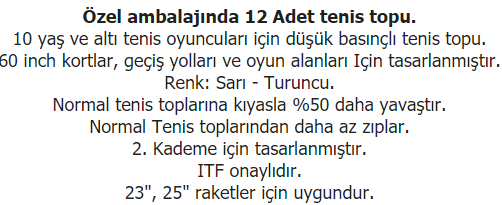 Özel ambalajında 12 Adet tenis topu.
10 yaş ve altı tenis oyuncuları için düşük basınçlı tenis topu.
60 inch kortlar, geçiş yolları ve oyun alanları Için tasarlanmıştır.
Renk: Sarı - Turuncu.
Normal tenis toplarına kıyasla %50 daha yavaştır.
Normal Tenis toplarından daha az zıplar.
2. Kademe için tasarlanmıştır.
ITF onaylıdır.
23", 25" raketler için uygundur.